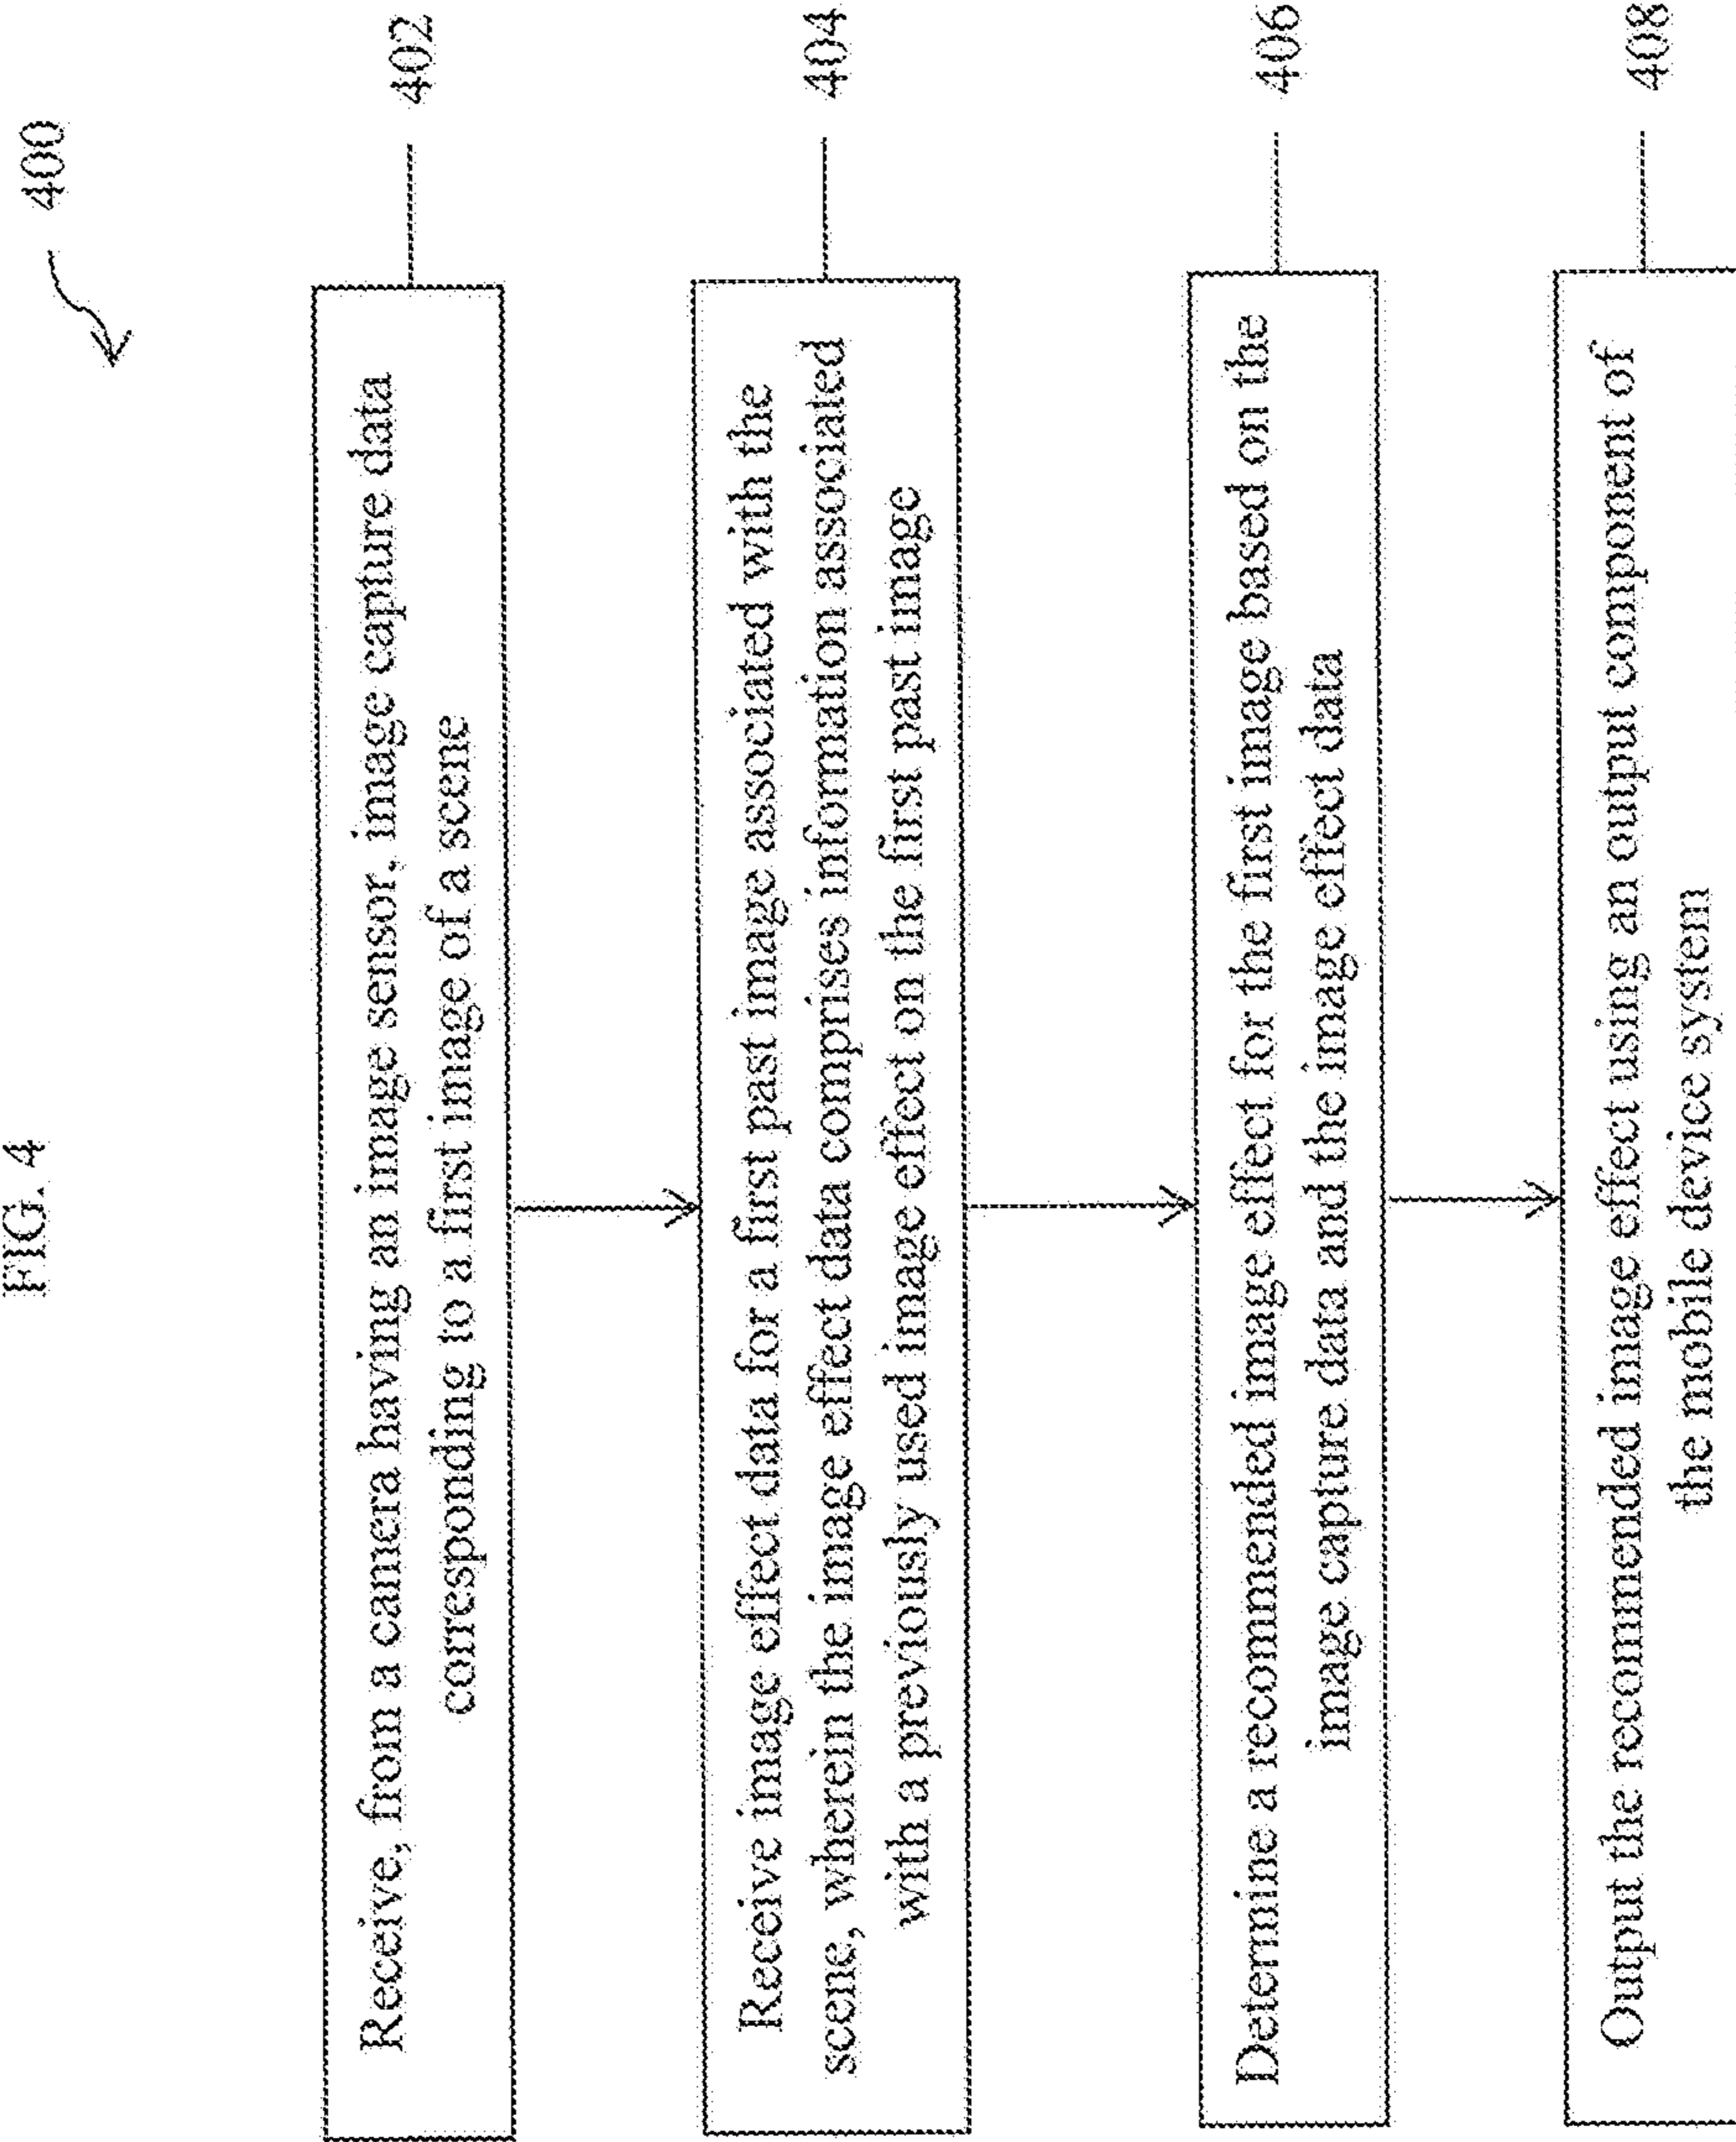 FIG. 4
400
Receive, from a camera having an image sensor, image capture data
corresponding to a first image of a scene
402
Receive image effect data for a first past image associated with the
scene, wherein the image effect data comprises information associated
with a previously used image effect on the first past image
404
Determine a recommended image effect for the first image based on the
image capture data and the image effect data
406
Output the recommended image effect using an output component of
the mobile device system
408